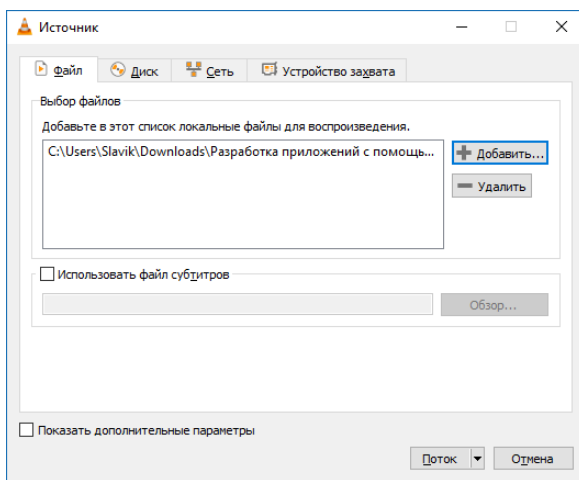 Источник
Файл Диск Сеть Устройство захвата
Выбор файлов
Добавьте в этот список локальные файлы для воспроизведения.
C:\Users\Slavik\Downloads\Разработка приложений с помощь...
Добавить...
Удалить
Использовать файл субтитров
Обзор...
Показать дополнительные параметры
Поток Отмена